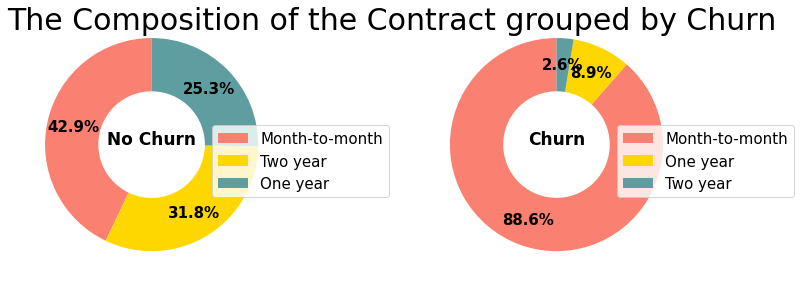 The Composition of the Contract grouped by Churn
25.3%
42.9%
No Churn
31.8%
Month-to-month
Two year
One year
2.6%
8.9%
Churn
88.6%
Month-to-month
One year
Two year